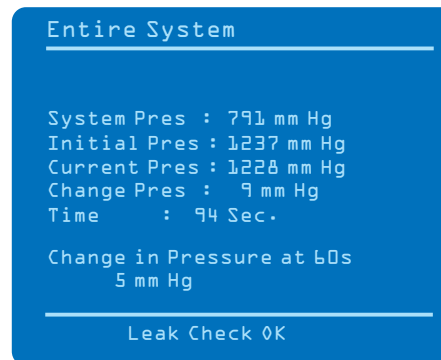 Entire System
System Pres : 791 mm Hg
Initial Pres : 1237 mm Hg
Current Pres : 1228 mm Hg
Change Pres : 9 mm Hg
Time : 94 Sec.
Change in Pressure at 60s
5 mm Hg
Leak Check OK